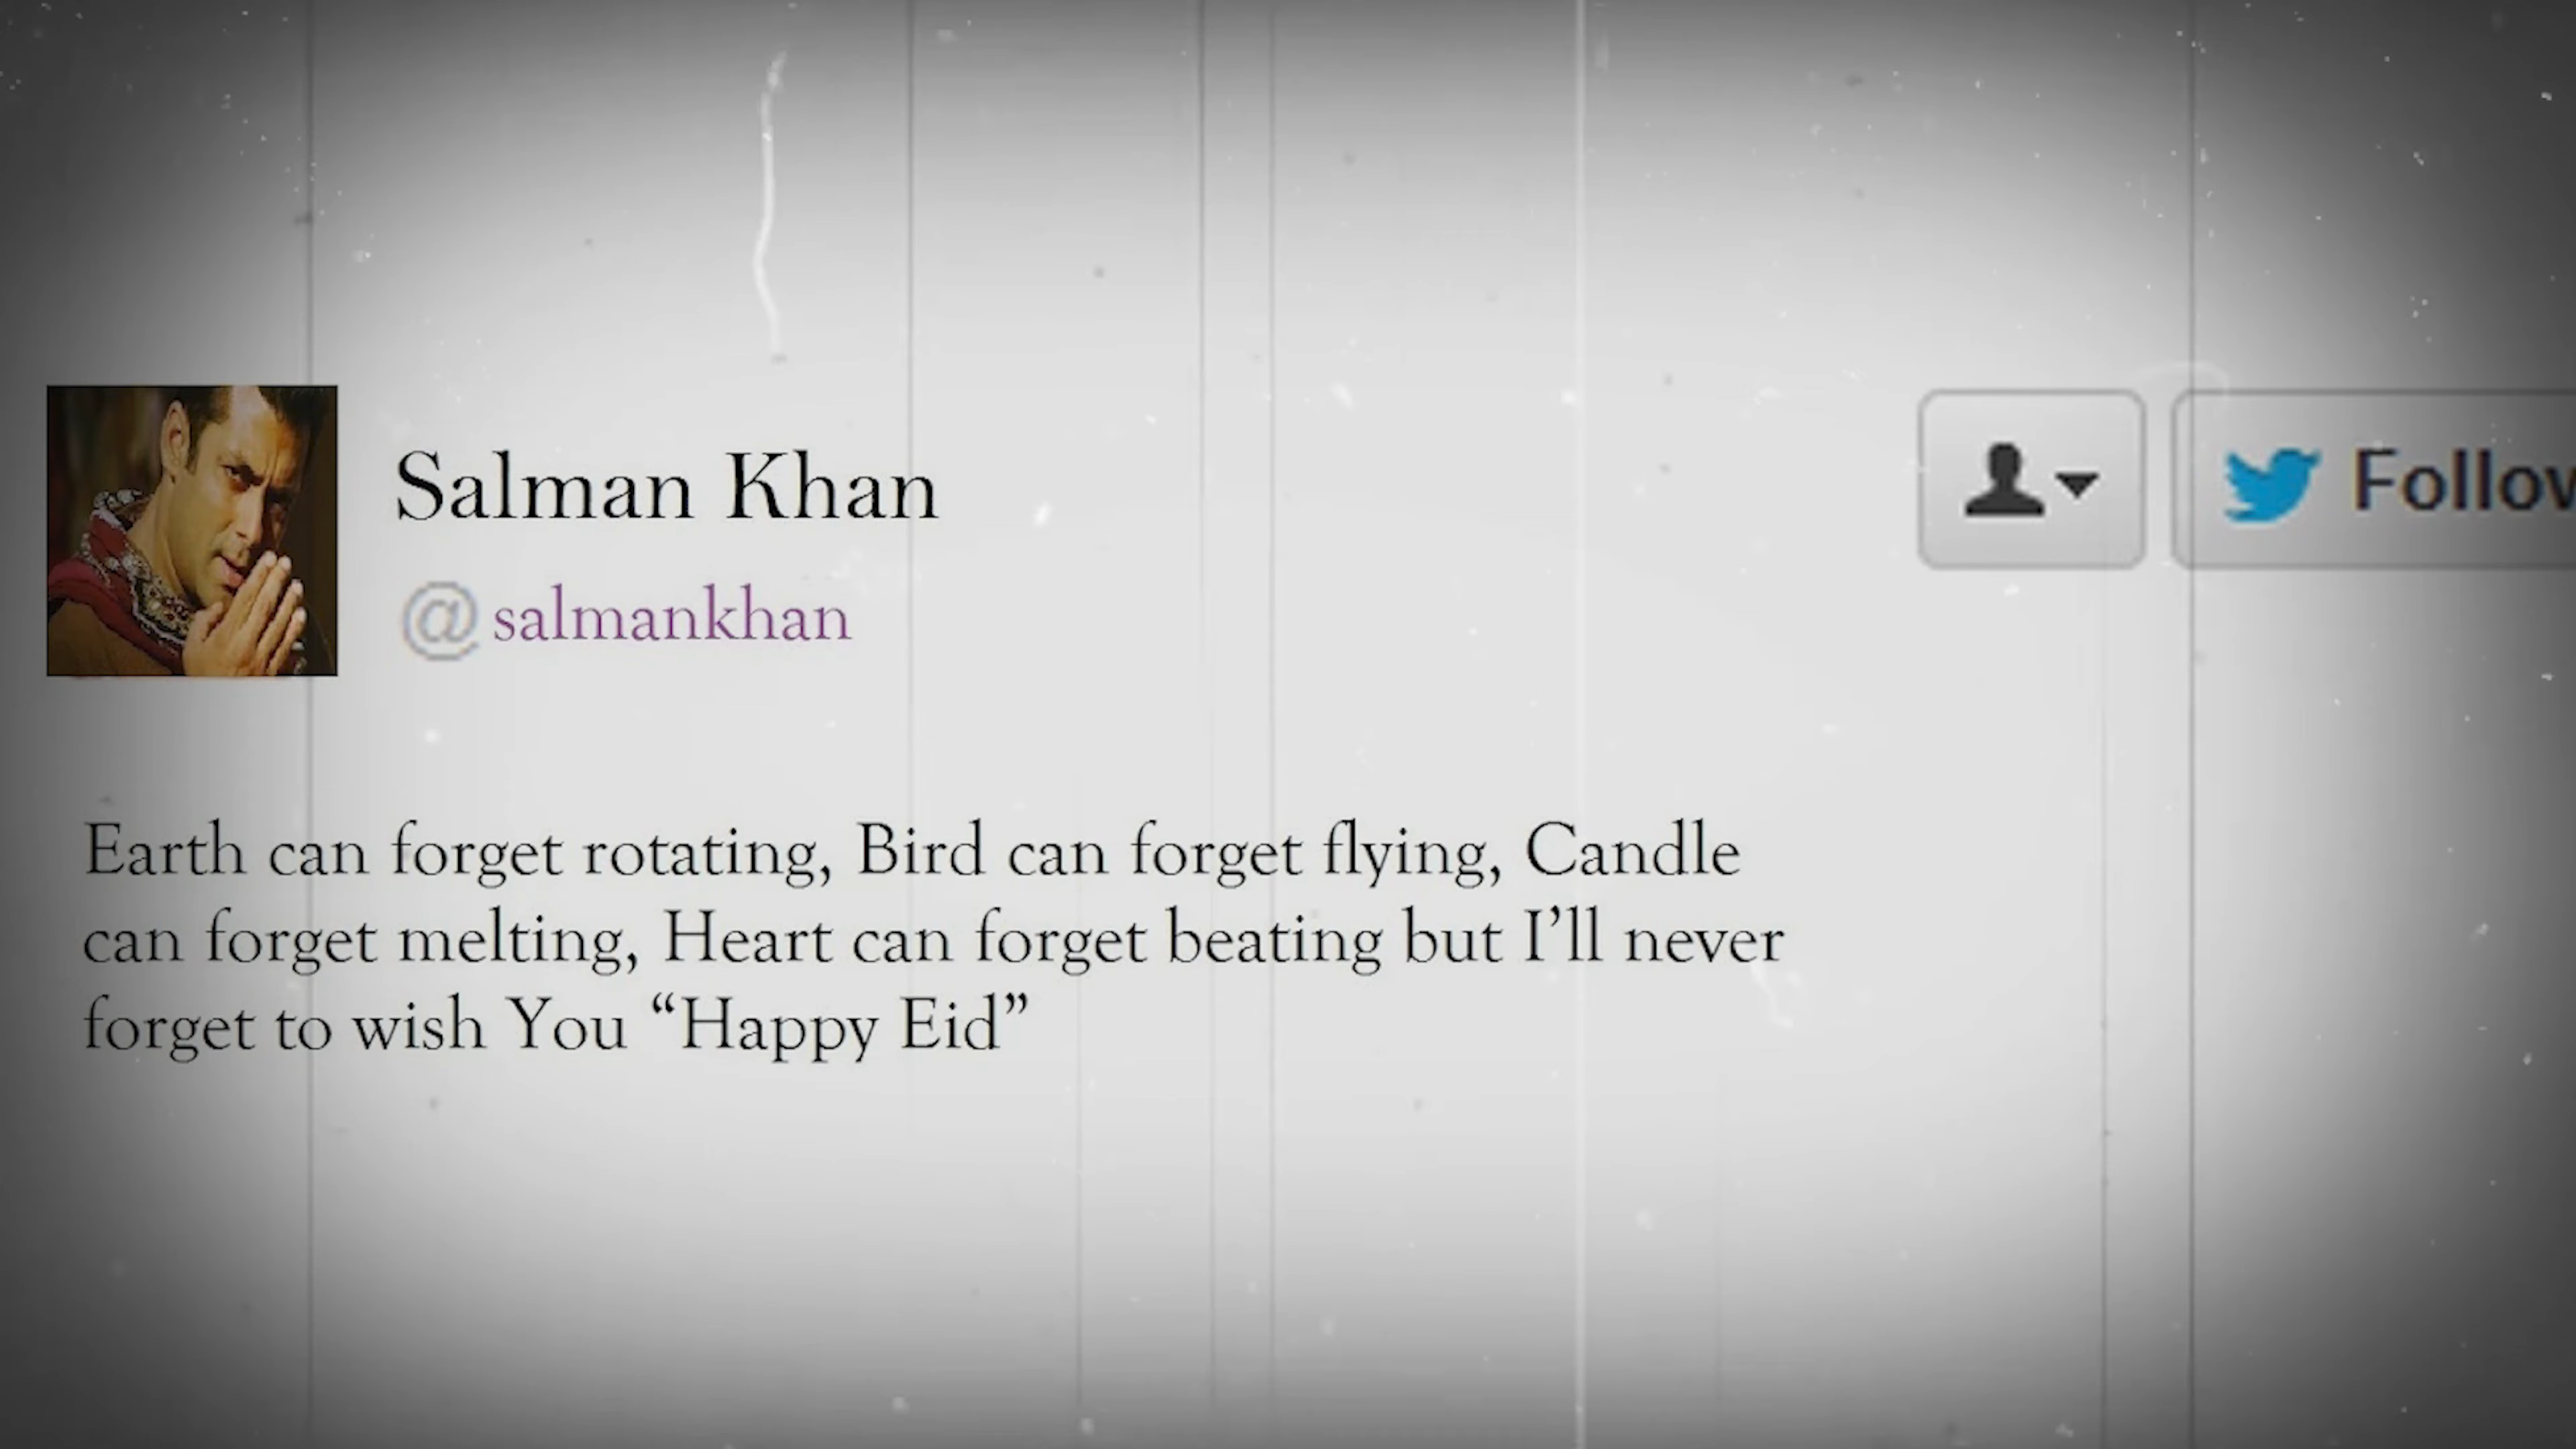 Salman Khan
@salmankhan
Follow
Earth can forget rotating, Bird can forget flying, Candle
can forget melting, Heart can forget beating but I’ll never
forget to wish You “Happy Eid”